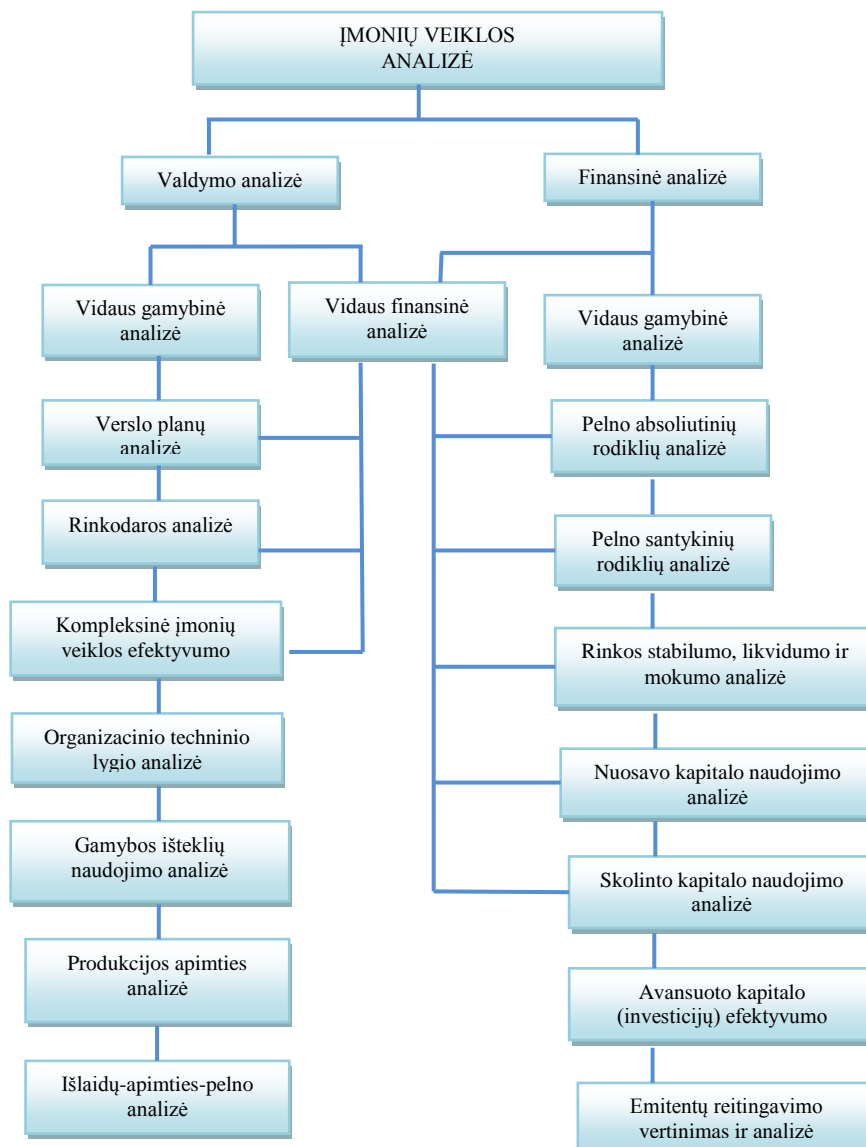 ĮMONIŲ VEIKLOS
ANALIZĖ
Valdymo analizė
Finansinė analizė
Vidaus gamybinė
analizė
Vidaus finansinė
analizė
Vidaus gamybinė
analizė
Verslo planų
analizė
Pelno absoliutinių
rodiklių analizė
Rinkodaros analizė
Pelno santykinių
rodiklių analizė
Kompleksinė įmonių
veiklos efektyvumo
Rinkos stabilumo, likvidumo ir
mokumo analizė
Organizacinio techninio
lygio analizė
Nuosavo kapitalo naudojimo
analizė
Gamybos išteklių
naudojimo analizė
Skolinto kapitalo naudojimo
analizė
Produkcijos apimties
analizė
Avansuoto kapitalo
(investicijų) efektyvumo
Išlaidų-apimties-pelno
analizė
Emitentų reitingavimo
vertinimas ir analizė